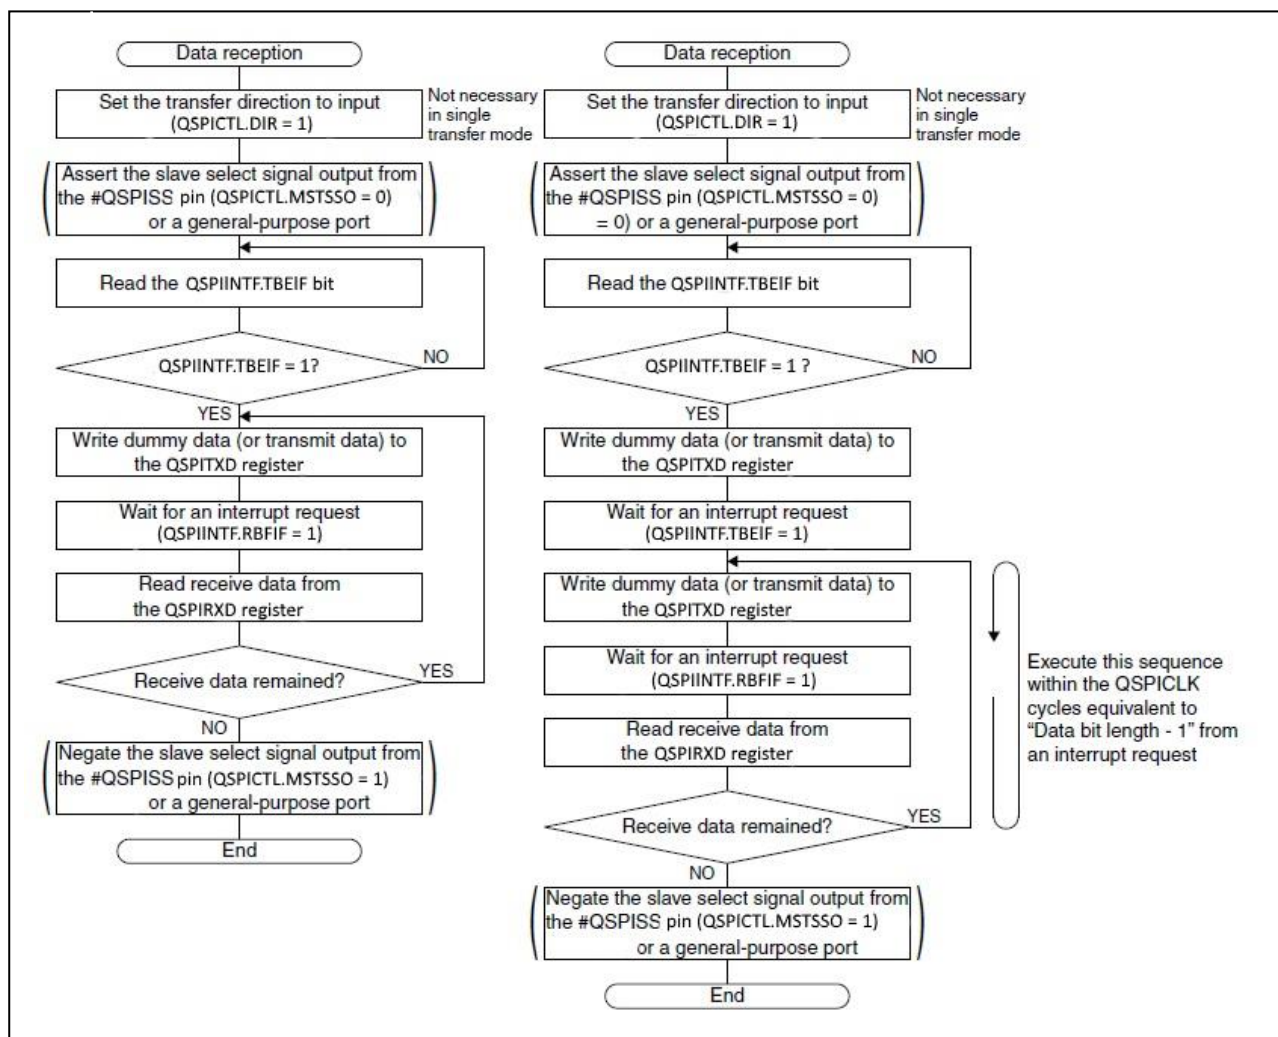 Data reception
Set the transfer direction to input
(QSPICTL.DIR = 1)
Not necessary
in single
transfer mode
Assert the slave select signal output from
the #QSPISS pin (QSPICTL.MSTSSO = 0)
or a general-purpose port
Read the QSPIINTF.TBEIF bit
QSPIINTF.TBEIF = 1?
NO
YES
Write dummy data (or transmit data) to
the QSPITXD register
Wait for an interrupt request
(QSPIINTF.RBFIF = 1)
Read receive data from
the QSPIRXD register
Receive data remained?
YES
NO
Negate the slave select signal output from
the #QSPISS pin (QSPICTL.MSTSSO = 1)
or a general-purpose port
End
Data reception
Set the transfer direction to input
(QSPICTL.DIR = 1)
Not necessary
in single
transfer mode
Assert the slave select signal output from
the #QSPISS pin (QSPICTL.MSTSSO = 0)
= 0) or a general-purpose port
Read the QSPIINTF.TBEIF bit
QSPIINTF.TBEIF = 1 ?
NO
YES
Write dummy data (or transmit data) to
the QSPITXD register
Wait for an interrupt request
(QSPIINTF.TBEIF = 1)
Write dummy data (or transmit data) to
the QSPITXD register
Wait for an interrupt request
(QSPIINTF.RBFIF = 1)
Read receive data from
the QSPIRXD register
Receive data remained?
YES
NO
Negate the slave select signal output from
the #QSPISS pin (QSPICTL.MSTSSO = 1)
or a general-purpose port
End
Execute this sequence
within the QSPICLK
cycles equivalent to
“Data bit length - 1” from
an interrupt request